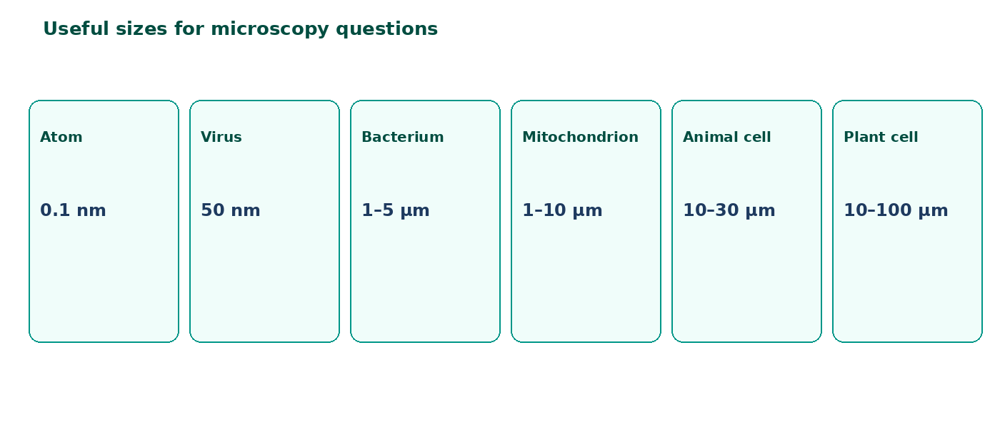 Useful sizes for microscopy questions
Atom
0.1 nm
Virus
50 nm
Bacterium
1–5 µm
Mitochondrion
1–10 µm
Animal cell
10–30 µm
Plant cell
10–100 µm